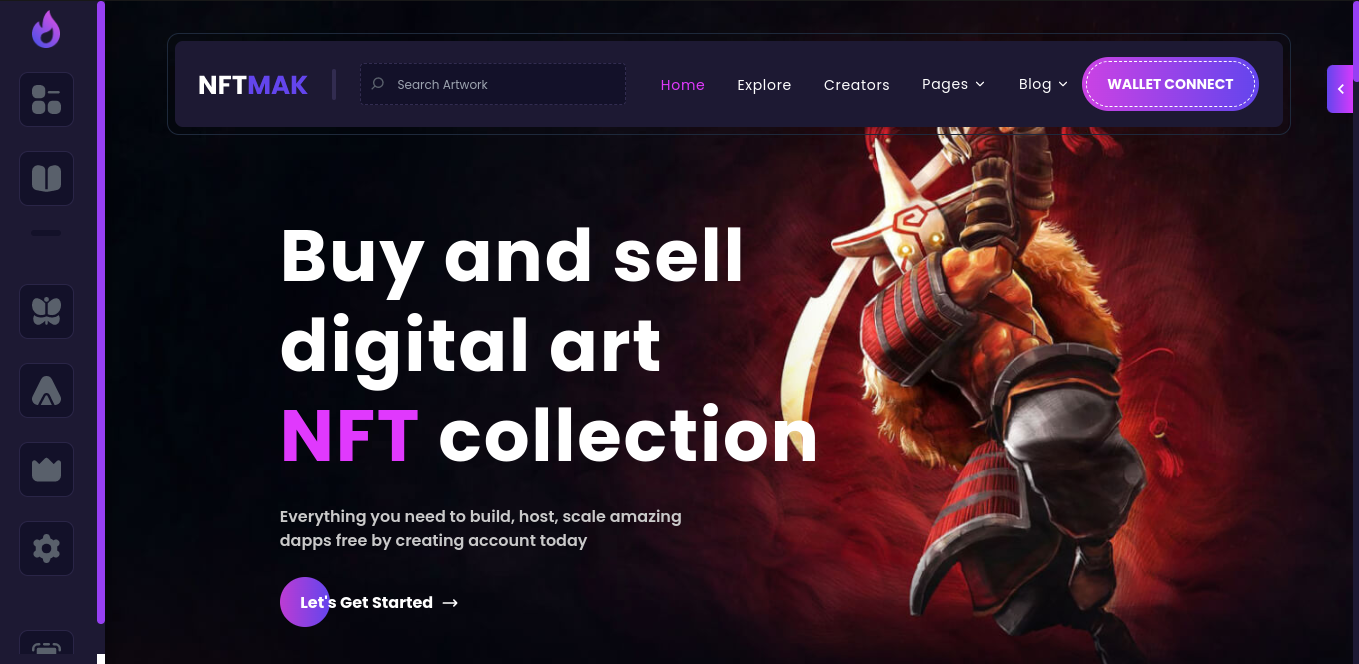 NFTMAK
Search Artwork
Home
Explore
Creators
Pages
Blog
WALLET CONNECT
Buy and sell
digital art
NFT collection
Everything you need to build, host, scale amazing
dapps free by creating account today
Let's Get Started →